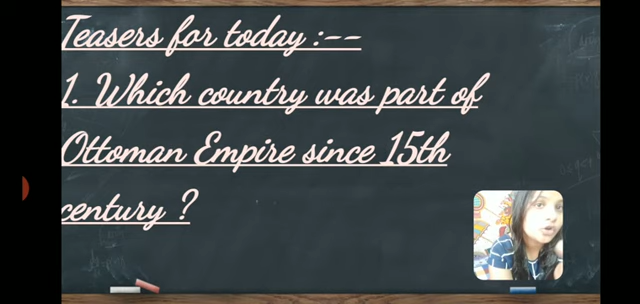 Teasers for today :--
1. Which country was part of
Ottoman Empire since 15th
century ?